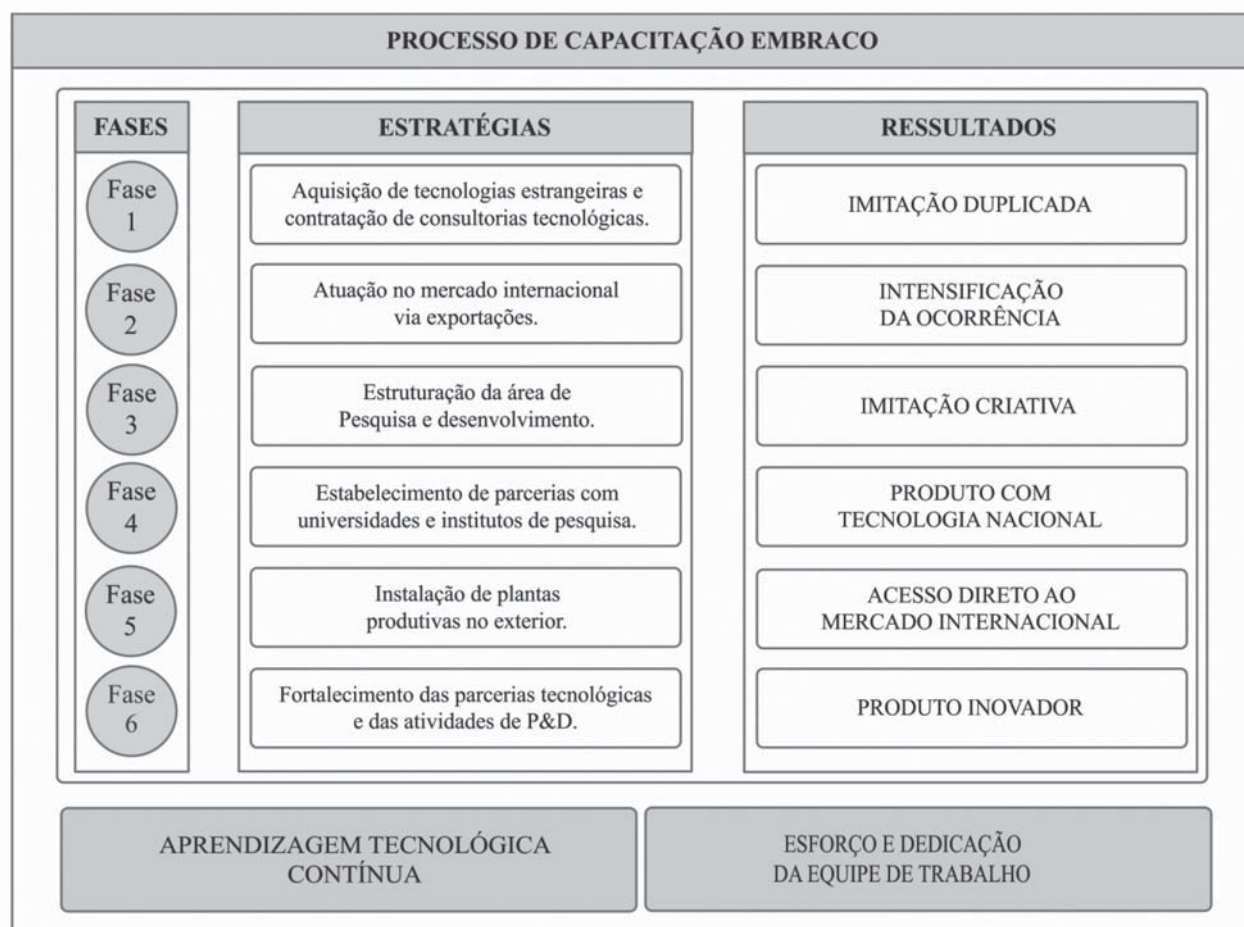 PROCESSO DE CAPACITAÇÃO EMBRACO
FASES
ESTRATÉGIAS
RESSULTADOS
Fase
1
Aquisição de tecnologias estrangeiras e
contratação de consultorias tecnológicas.
IMITAÇÃO DUPLICADA
Fase
2
Atuação no mercado internacional
via exportações.
INTENSIFICAÇÃO
DA OCORRÊNCIA
Fase
3
Estruturação da área de
Pesquisa e desenvolvimento.
IMITAÇÃO CRIATIVA
Fase
4
Estabelecimento de parcerias com
universidades e institutos de pesquisa.
PRODUTO COM
TECNOLOGIA NACIONAL
Fase
5
Instalação de plantas
produtivas no exterior.
ACESSO DIRETO AO
MERCADO INTERNACIONAL
Fase
6
Fortalecimento das parcerias tecnológicas
e das atividades de P&D.
PRODUTO INOVADOR
APRENDIZAGEM TECNOLÓGICA
CONTÍNUA
ESFORÇO E DEDICAÇÃO
DA EQUIPE DE TRABALHO